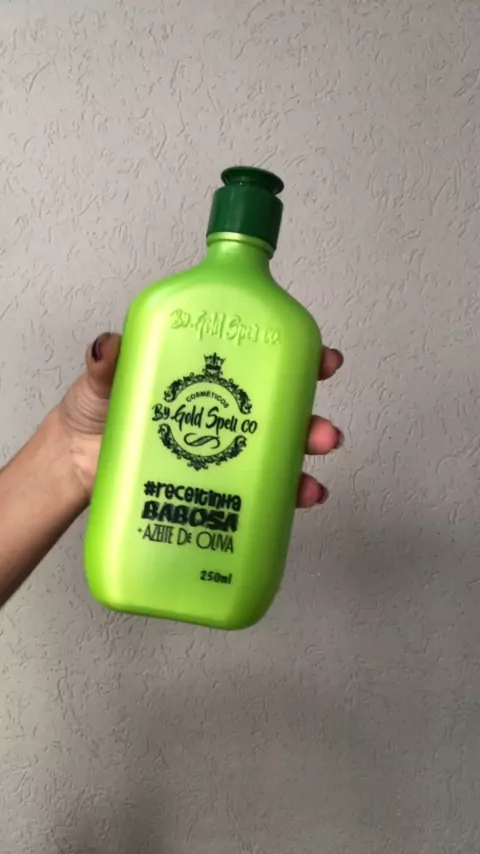 By Gold Spell co
COSMÉTICOS
By Gold Spell CO
#receitinha
BABOSA
+AZEITE DE OLIVA
250ml